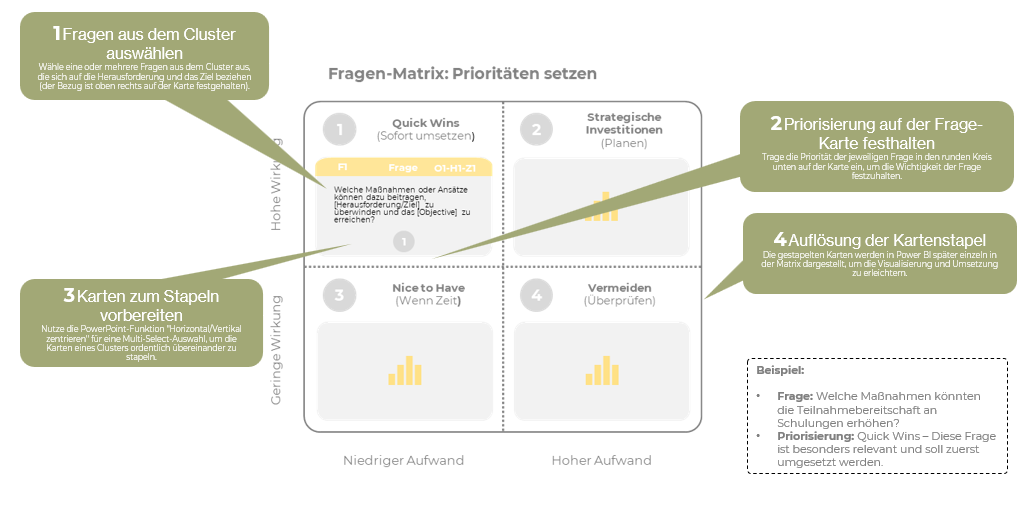 1 Fragen aus dem Cluster
auswählen
Wähle eine oder mehrere Fragen aus dem Cluster aus,
die sich auf die Herausforderung und das Ziel beziehen
(der Bezug ist oben rechts auf der Karte festgehalten).
Fragen-Matrix: Prioritäten setzen
Hohe Wirkung
1
Quick Wins
(Sofort umsetzen)
2
Strategische
Investitionen
(Planen)
F1 Frage O1-H1-Z1
Welche Maßnahmen oder Ansätze
können dazu beitragen,
[Herausforderung/Ziel] zu
überwinden und das [Objective] zu
erreichen?
1
2 Priorisierung auf der Frage-
Karte festhalten
Trage die Priorität der jeweiligen Frage in den runden Kreis
unten auf der Karte ein, um die Wichtigkeit der Frage
festzuhalten.
4 Auflösung der Kartenstapel
Die gestapelten Karten werden in Power BI später einzeln in
der Matrix dargestellt, um die Visualisierung und Umsetzung
zu erleichtern.
3 Karten zum Stapeln
vorbereiten
Nutze die PowerPoint-Funktion "Horizontal/Vertikal
zentrieren" für eine Multi-Select-Auswahl, um die
Karten eines Clusters ordentlich übereinander zu
stapeln.
Geringe Wirkung
3
Nice to Have
(Wenn Zeit)
4
Vermeiden
(Überprüfen)
Niedriger Aufwand
Hoher Aufwand
Beispiel:
• Frage: Welche Maßnahmen könnten
die Teilnahmebereitschaft an
Schulungen erhöhen?
• Priorisierung: Quick Wins – Diese Frage
ist besonders relevant und soll zuerst
umgesetzt werden.